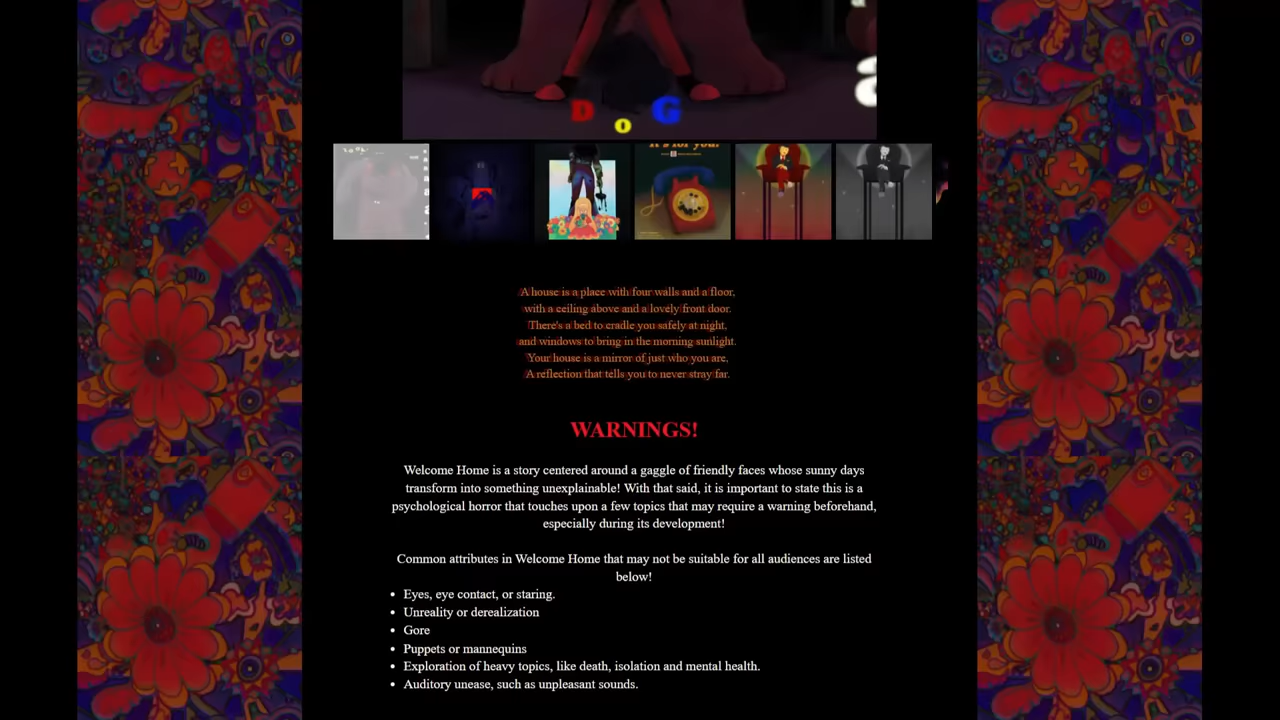 D o G
It's for you!
A house is a place with four walls and a floor,
with a ceiling above and a lovely front door.
There's a bed to cradle you safely at night,
and windows to bring in the morning sunlight.
Your house is a mirror of just who you are,
A reflection that tells you to never stray far.
WARNINGS!
Welcome Home is a story centered around a gaggle of friendly faces whose sunny days
transform into something unexplainable! With that said, it is important to state this is a
psychological horror that touches upon a few topics that may require a warning beforehand,
especially during its development!
Common attributes in Welcome Home that may not be suitable for all audiences are listed
below!
• Eyes, eye contact, or staring.
• Unreality or derealization
• Gore
• Puppets or mannequins
• Exploration of heavy topics, like death, isolation and mental health.
• Auditory unease, such as unpleasant sounds.